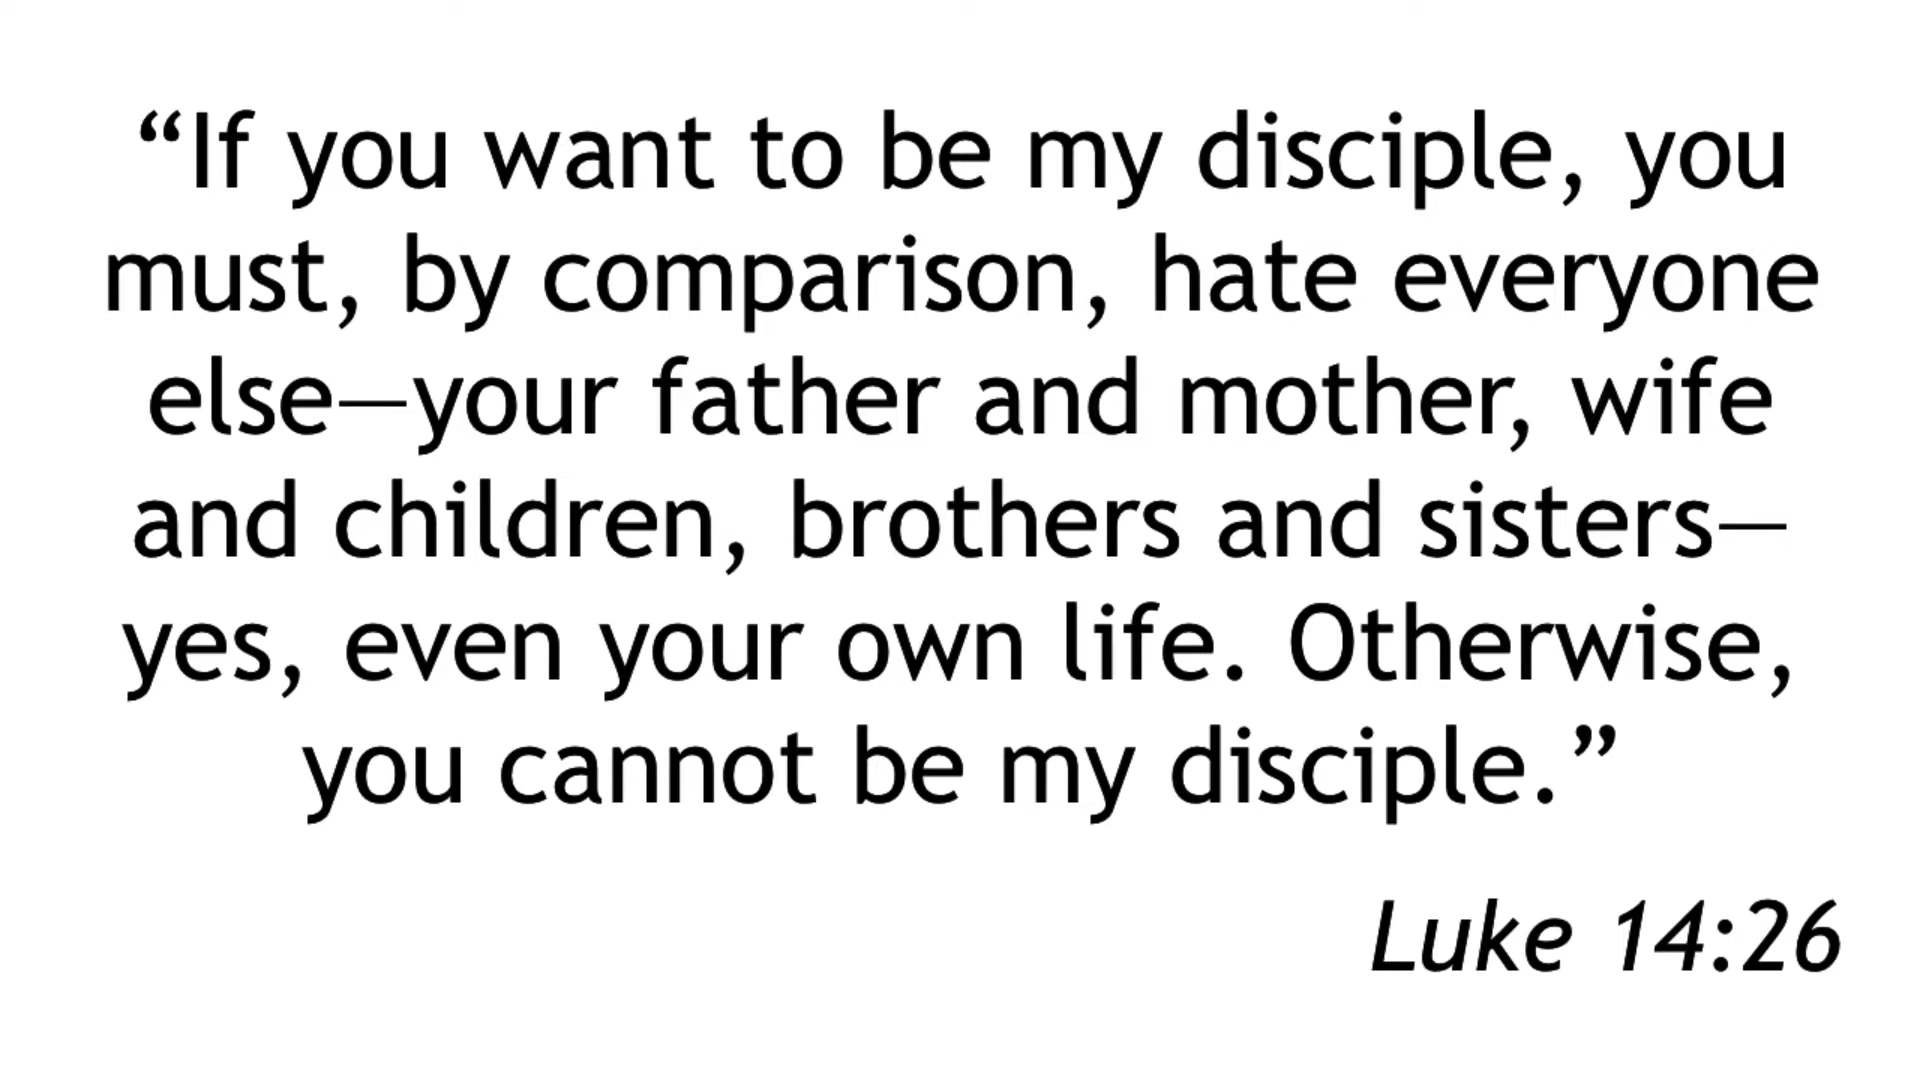 “If you want to be my disciple, you
must, by comparison, hate everyone
else—your father and mother, wife
and children, brothers and sisters—
yes, even your own life. Otherwise,
you cannot be my disciple.”
Luke 14:26